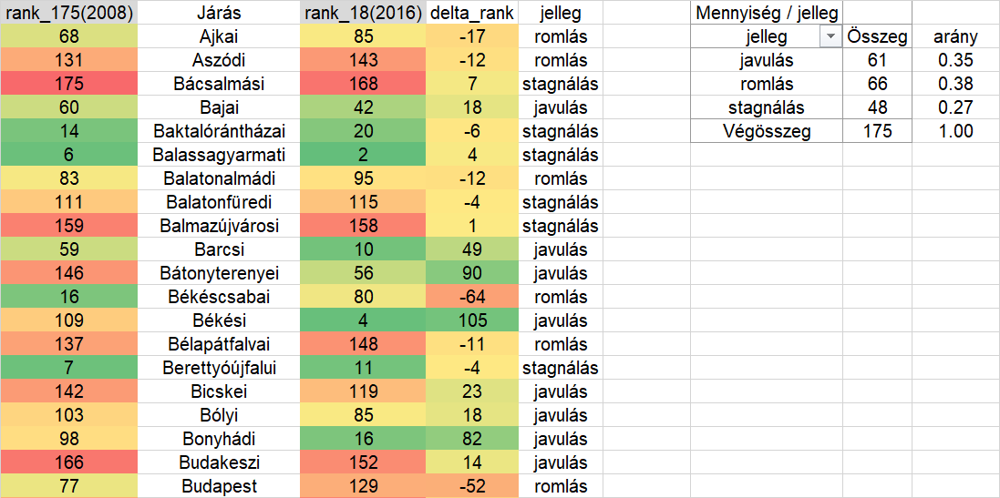 rank_175(2008) Járás rank_18(2016) delta_rank jelleg Mennyiség / jelleg
68 Ajkai 85 -17 romlás jelleg Összeg arány
131 Aszódi 143 -12 romlás javulás 61 0.35
175 Bácsalmási 168 7 stagnálás romlás 66 0.38
60 Bajai 42 18 javulás stagnálás 48 0.27
14 Baktalórántházai 20 -6 stagnálás Végösszeg 175 1.00
6 Balassagyarmati 2 4 stagnálás
83 Balatonalmádi 95 -12 romlás
111 Balatonfüredi 115 -4 stagnálás
159 Balmazújvárosi 158 1 stagnálás
59 Barcsi 10 49 javulás
146 Bátonyterenyei 56 90 javulás
16 Békéscsabai 80 -64 romlás
109 Békési 4 105 javulás
137 Bélapátfalvai 148 -11 romlás
7 Berettyóújfalui 11 -4 stagnálás
142 Bicskei 119 23 javulás
103 Bólyi 85 18 javulás
98 Bonyhádi 16 82 javulás
166 Budakeszi 152 14 javulás
77 Budapest 129 -52 romlás